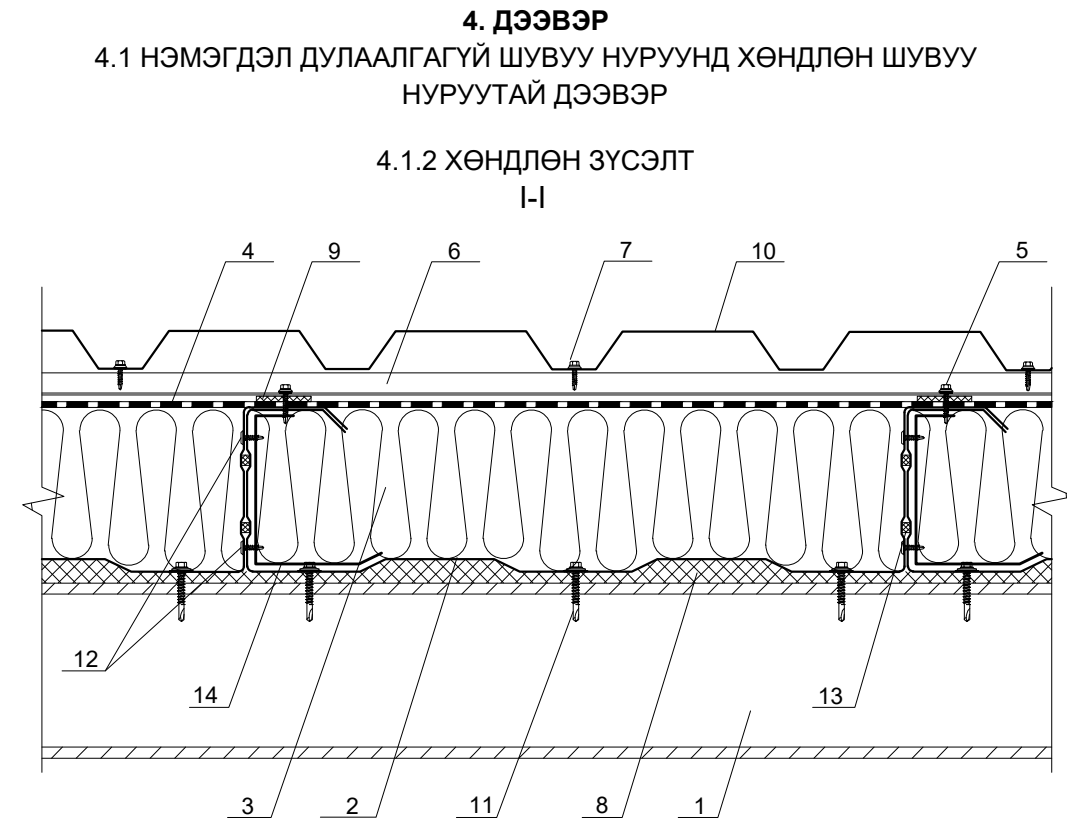 4. ДЭЭВЭР
4.1 НЭМЭГДЭЛ ДУЛААЛГАГҮЙ ШУВУУ НУРУУНД ХӨНДЛӨН ШУВУУ
НУРУУТАЙ ДЭЭВЭР
4.1.2 ХӨНДЛӨН ЗҮСЭЛТ
I-I
4 9 6 7 10 5
12
14 13
3 2 11 8 1